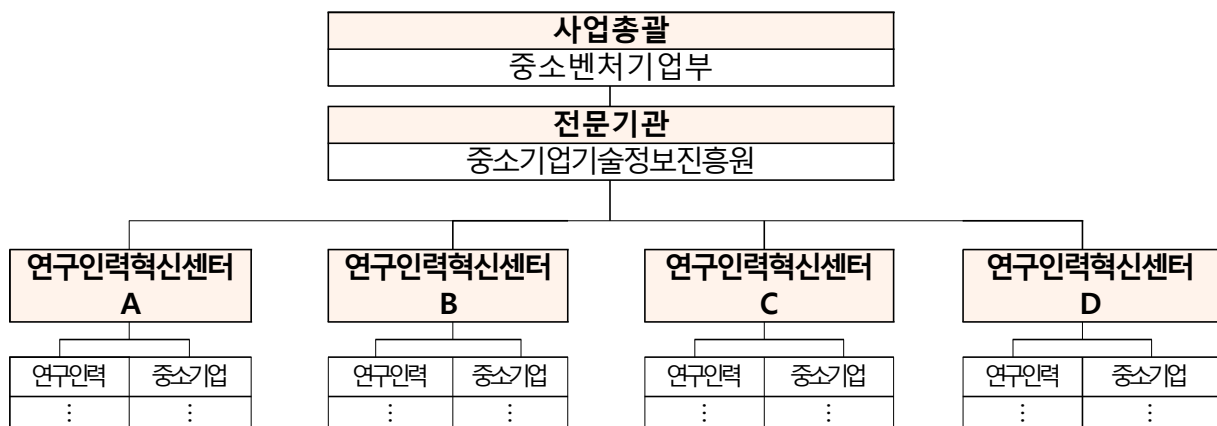 사업총괄
중소벤처기업부
전문기관
중소기업기술정보진흥원
연구인력혁신센터
A
연구인력혁신센터
B
연구인력혁신센터
C
연구인력혁신센터
D
연구인력 중소기업 연구인력 중소기업 연구인력 중소기업 연구인력 중소기업
⋮ ⋮ ⋮ ⋮ ⋮ ⋮ ⋮ ⋮